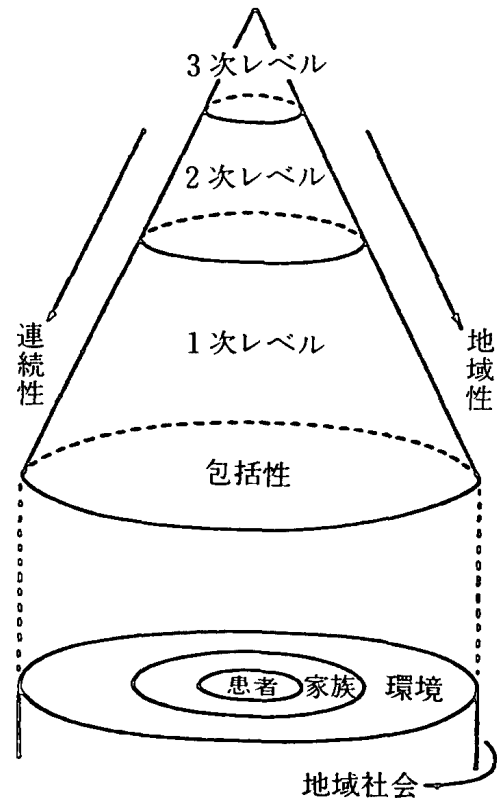 3次レベル
2次レベル
1次レベル
連続性
地域性
包括性
患者 家族 環境
地域社会